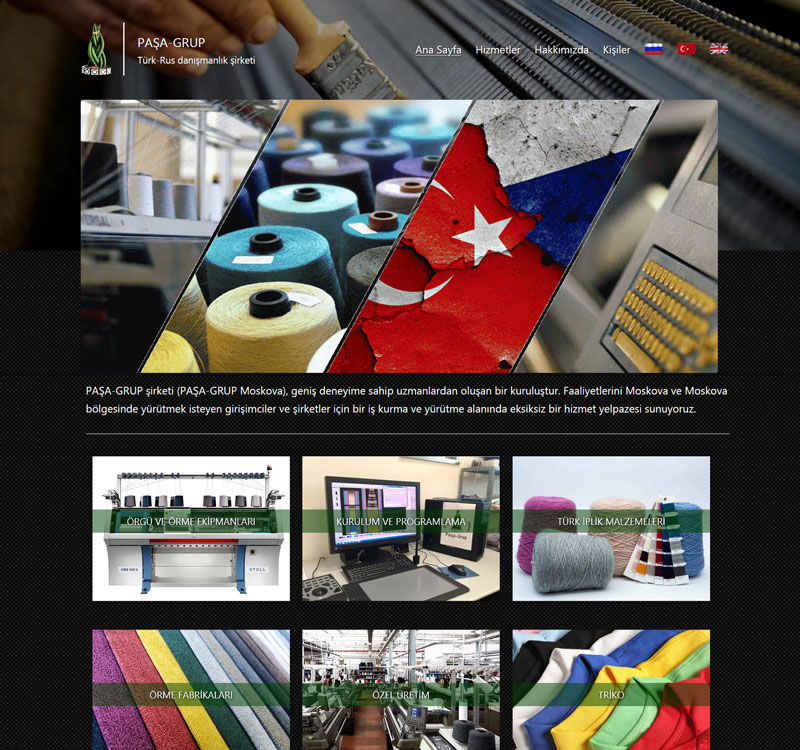 PAŞA-GRUP
Türk-Rus danışmanlık şirketi
Ana Sayfa Hizmetler Hakkımızda Kişiler
PAŞA-GRUP şirketi (PAŞA-GRUP Moskova), geniş deneyime sahip uzmanlardan oluşan bir kuruluştur. Faaliyetlerini Moskova ve Moskova
bölgesinde yürütmek isteyen girişimciler ve şirketler için bir iş kurma ve yürütme alanında eksiksiz bir hizmet yelpazesi sunuyoruz.
ÖRGÜ VE ÖRME EKİPMANLARI
STOLL
KURULUM VE PROGRAMLAMA
Paşa-Grup
TÜRK İPLİK MALZEMELERİ
ÖRME FABRİKALARI
ÖZEL ÜRETİM
TRİKO